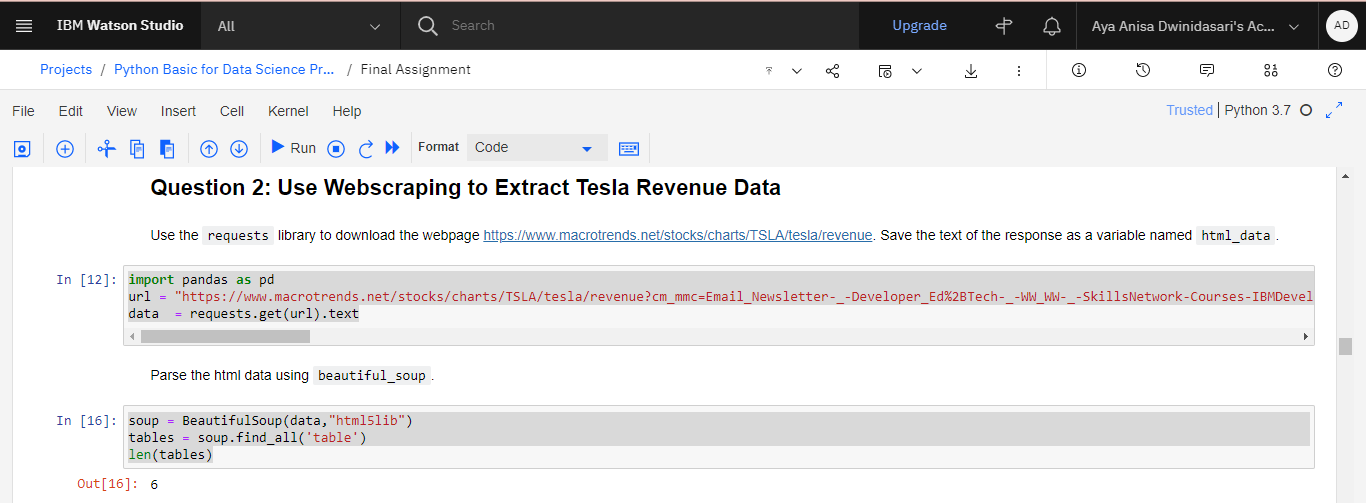 IBM Watson Studio All Search Upgrade Aya Anisa Dwinidasari's Ac... AD
Projects / Python Basic for Data Science Pr... / Final Assignment
File Edit View Insert Cell Kernel Help Trusted | Python 3.7
Run Format Code
Question 2: Use Webscraping to Extract Tesla Revenue Data
Use the requests library to download the webpage https://www.macrotrends.net/stocks/charts/TSLA/tesla/revenue. Save the text of the response as a variable named html_data.
In [12]: import pandas as pd
url = "https://www.macrotrends.net/stocks/charts/TSLA/tesla/revenue?cm_mmc=Email_Newsletter-_-Developer_Ed%2BTech-_-WW_WW-_-SkillsNetwork-Courses-IBMDevel
data  = requests.get(url).text
Parse the html data using beautiful_soup.
In [16]: soup = BeautifulSoup(data,"html5lib")
tables = soup.find_all('table')
len(tables)
Out[16]: 6